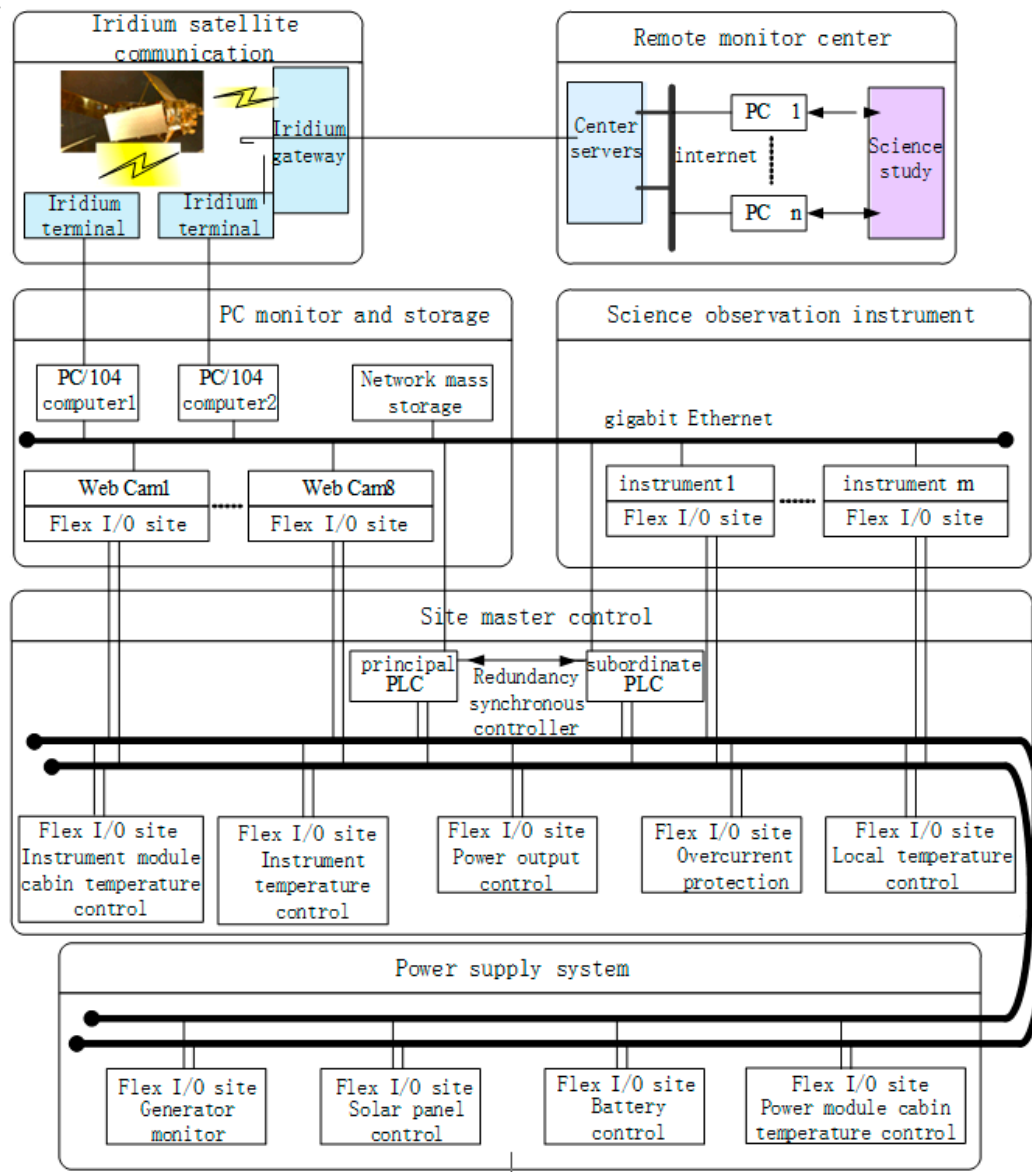 Iridium satellite
communication
Iridium
gateway
Iridium
terminal
Iridium
terminal
Remote monitor center
Center
servers
internet
PC 1
PC n
Science
study
PC monitor and storage
PC/104
computer1
PC/104
computer2
Network mass
storage
Web Cam1
Flex I/O site
Web Cam8
Flex I/O site
Science observation instrument
gigabit Ethernet
instrument 1
Flex I/O site
instrument m
Flex I/O site
Site master control
principal
PLC
Redundancy
synchronous
controller
subordinate
PLC
Flex I/O site
Instrument module
cabin temperature
control
Flex I/O site
Instrument
temperature
control
Flex I/O site
Power output
control
Flex I/O site
Overcurrent
protection
Flex I/O site
Local temperature
control
Power supply system
Flex I/O site
Generator
monitor
Flex I/O site
Solar panel
control
Flex I/O site
Battery
control
Flex I/O site
Power module cabin
temperature control